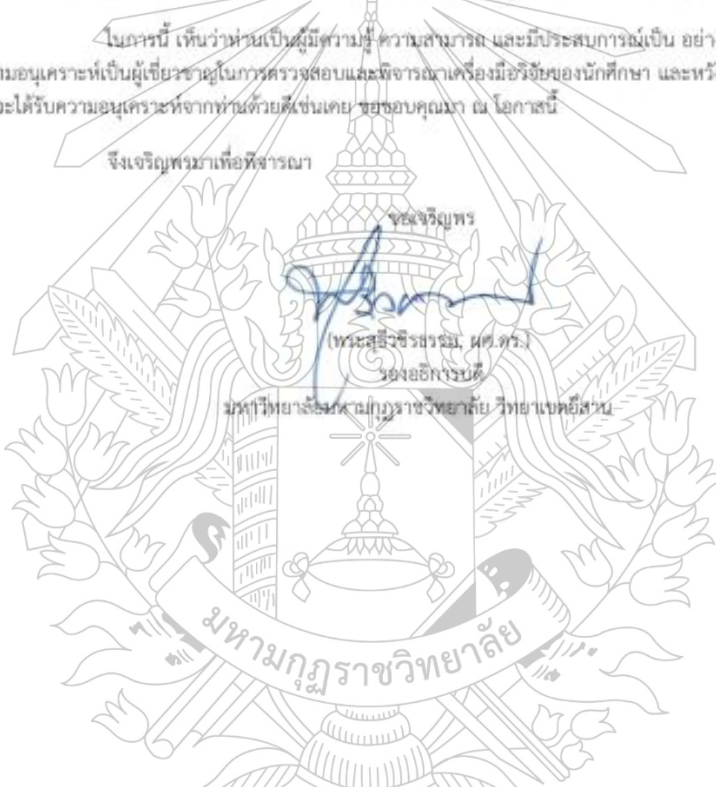 ในการนี้ เห็นว่าท่านเป็นผู้มีความรู้ ความสามารถ และมีประสบการณ์เป็น อย่า
ามอนุเคราะห์เป็นผู้เชี่ยวชาญในการตรวจสอบและพิจารณาเครื่องมือวิจัยของนักศึกษา และหวั
จะได้รับความอนุเคราะห์จากท่านด้วยดีเช่นเคย ขอขอบคุณมา ณ โอกาสนี้
จึงเจริญพรมาเพื่อพิจารณา
ขอเจริญพร
(พระสุธีวชิรธรรม, ผศ.ดร.)
รองอธิการบดี
มหาวิทยาลัยมหามกุฏราชวิทยาลัย วิทยาเขตอีสาน
มหามกุฏราชวิทยาลัย